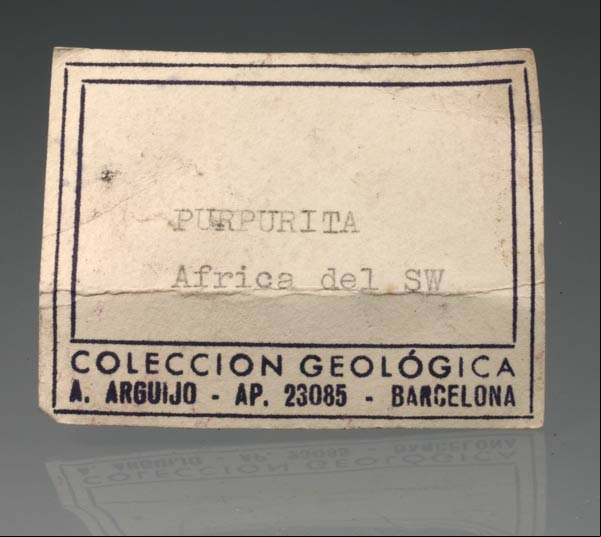 PURPURITA
Africa del SW
COLECCION GEOLÓGICA
A. ARGUIJO - AP. 23085 - BARCELONA